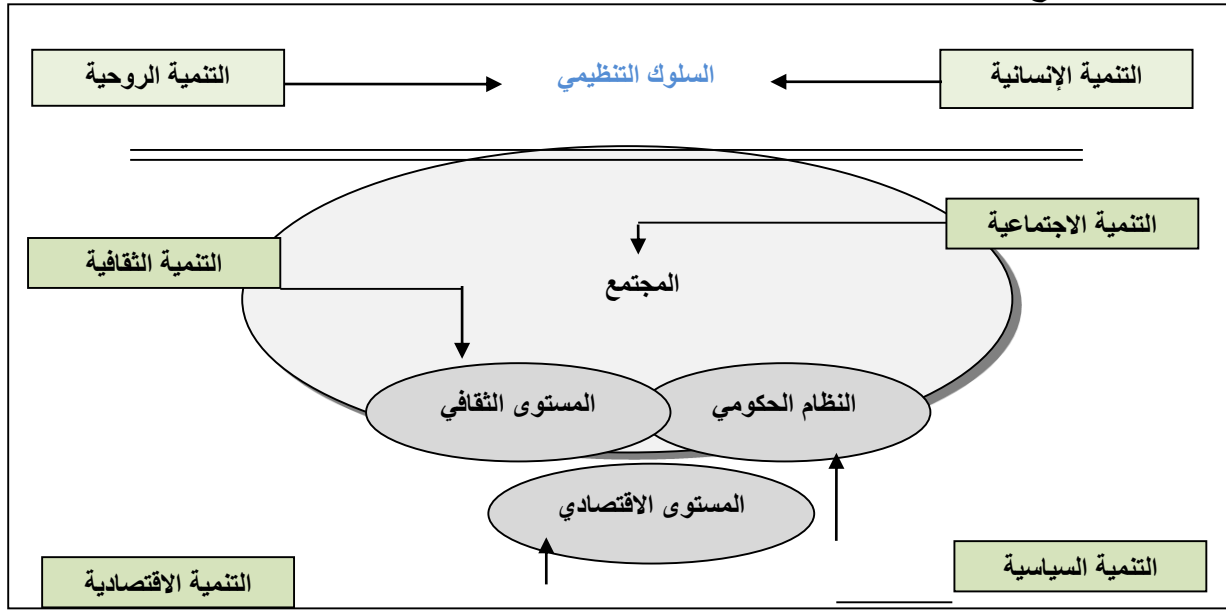 التنمية الإنسانية
السلوك التنظيمي
التنمية الروحية
التنمية الاجتماعية
التنمية الثقافية
المجتمع
النظام الحكومي
المستوى الثقافي
المستوى الاقتصادي
التنمية السياسية
التنمية الاقتصادية